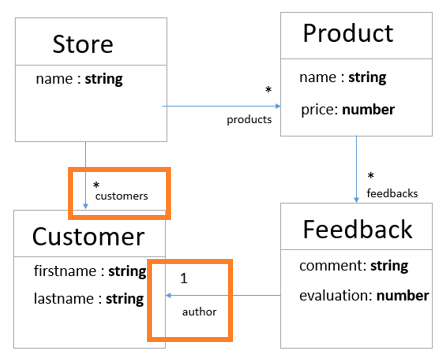 Store
name : string
Product
name : string
price: number
*
products
*
customers
*
feedbacks
Customer
firstname : string
lastname : string
1
author
Feedback
comment: string
evaluation: number